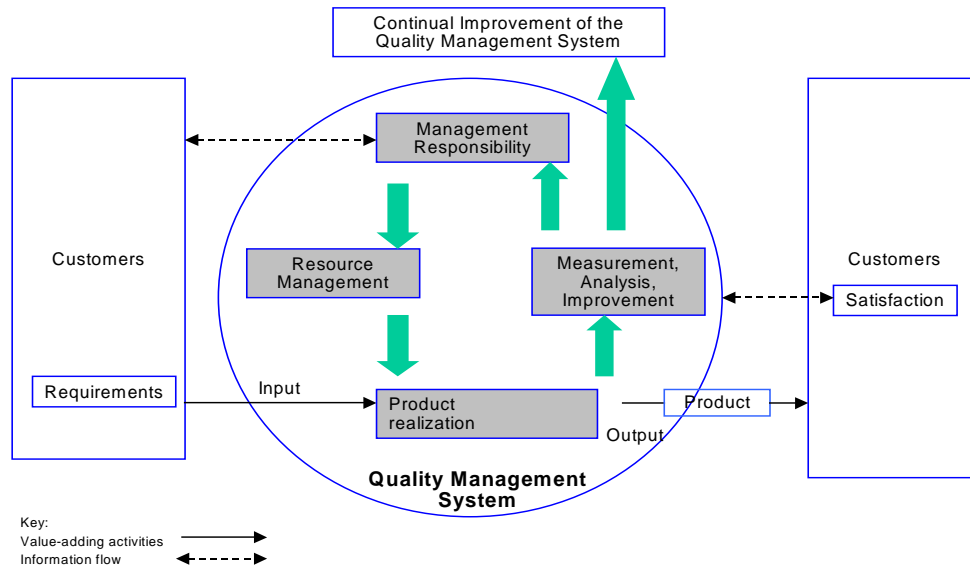 Continual Improvement of the
Quality Management System
Management
Responsibility
Customers
Resource
Management
Measurement,
Analysis,
Improvement
Customers
Satisfaction
Requirements
Input
Product
realization
Product
Output
Quality Management
System
Key:
Value-adding activities
Information flow